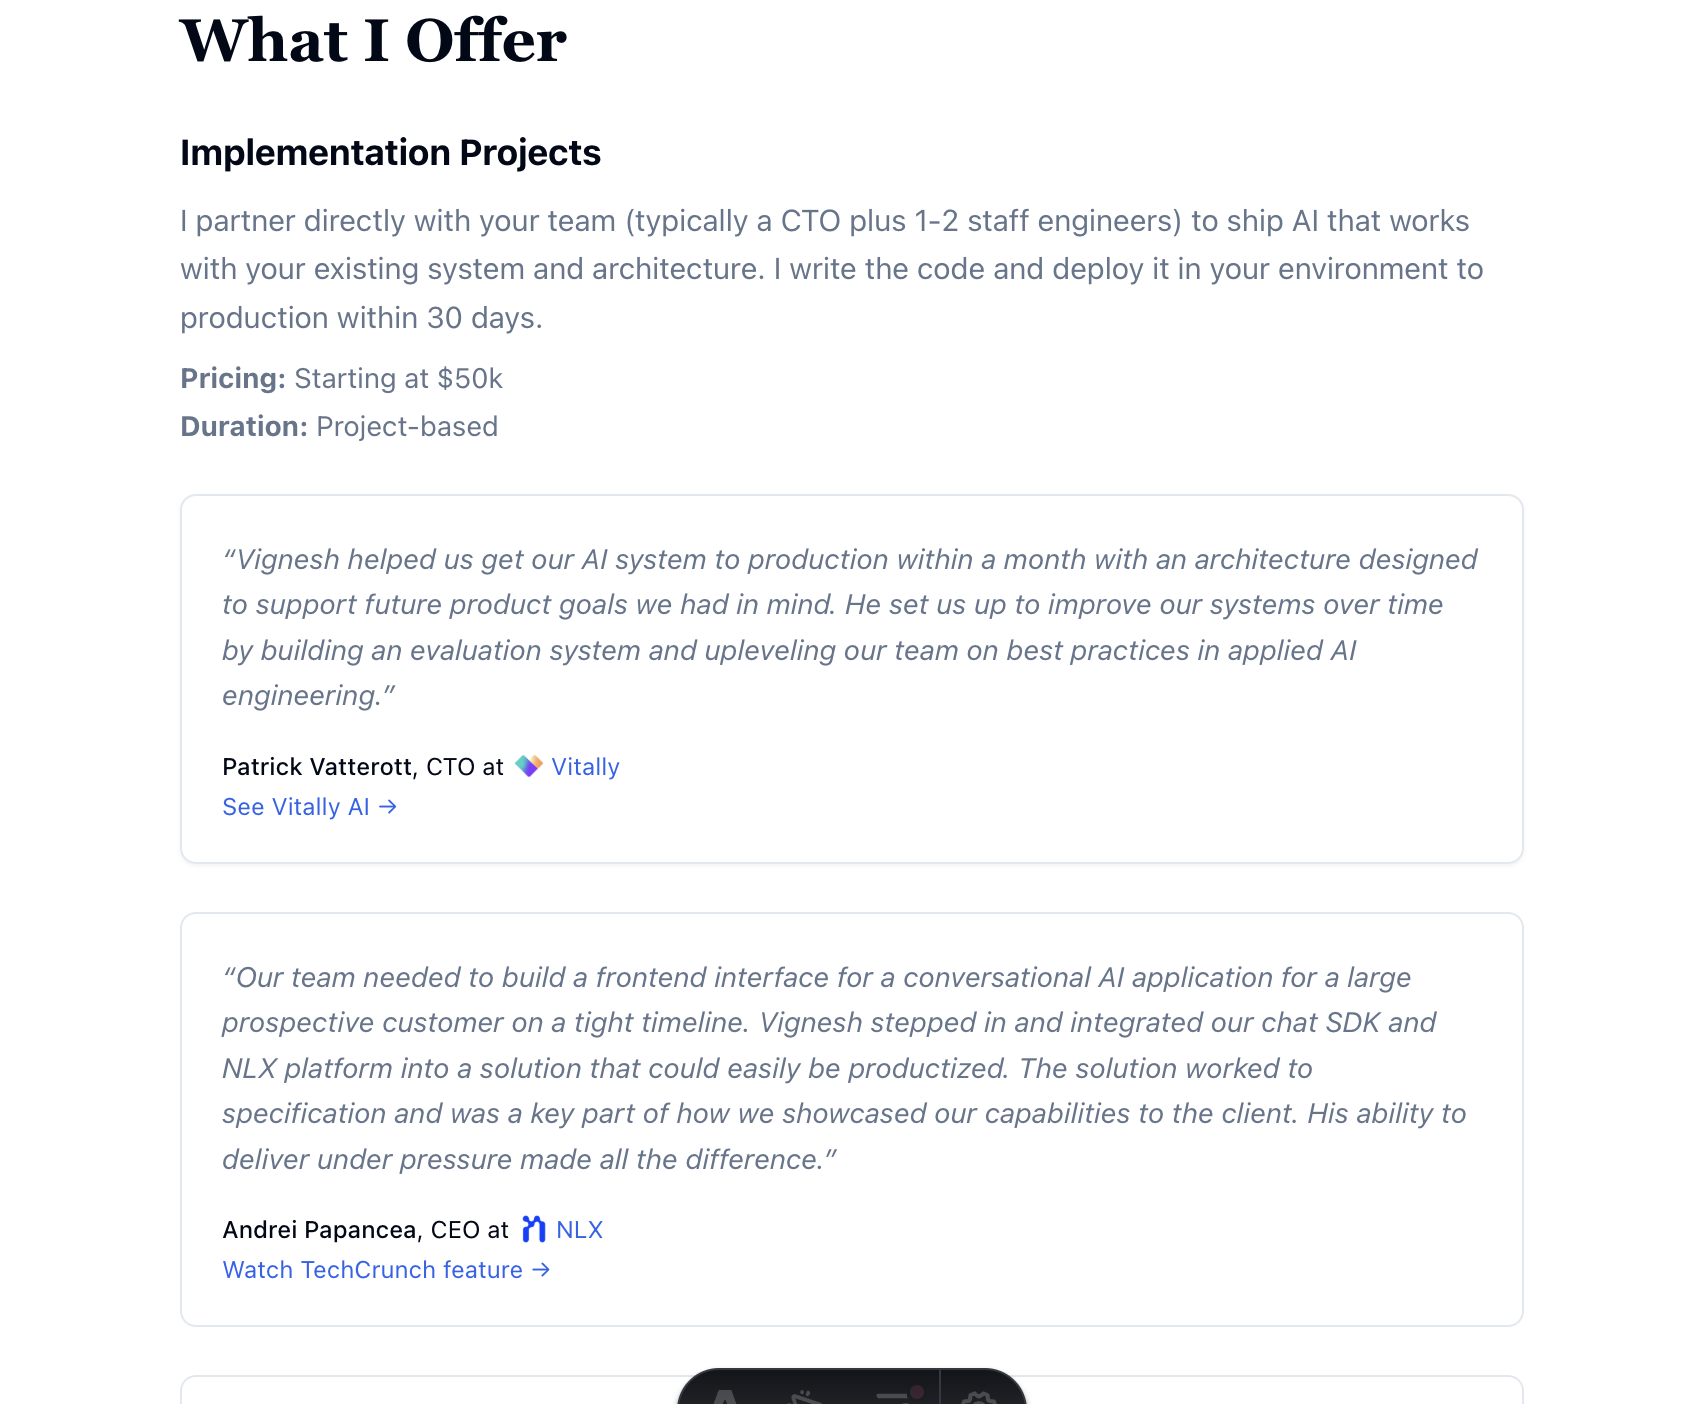 What I Offer
Implementation Projects
I partner directly with your team (typically a CTO plus 1-2 staff engineers) to ship AI that works
with your existing system and architecture. I write the code and deploy it in your environment to
production within 30 days.
Pricing: Starting at $50k
Duration: Project-based
“Vignesh helped us get our AI system to production within a month with an architecture designed
to support future product goals we had in mind. He set us up to improve our systems over time
by building an evaluation system and upleveling our team on best practices in applied AI
engineering.”
Patrick Vatterott, CTO at Vitally
See Vitally AI →
“Our team needed to build a frontend interface for a conversational AI application for a large
prospective customer on a tight timeline. Vignesh stepped in and integrated our chat SDK and
NLX platform into a solution that could easily be productized. The solution worked to
specification and was a key part of how we showcased our capabilities to the client. His ability to
deliver under pressure made all the difference.”
Andrei Papancea, CEO at NLX
Watch TechCrunch feature →